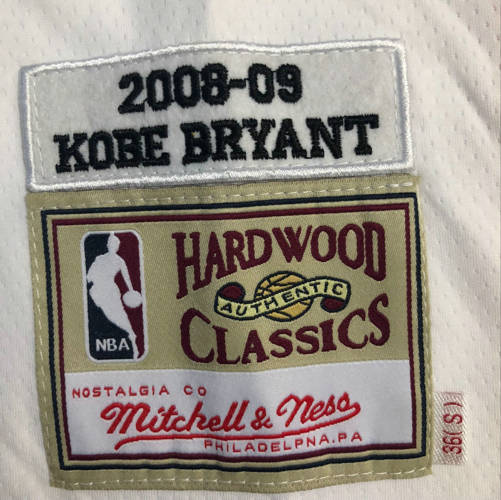 2008-09
KOBE BRYANT
HARDWOOD
AUTHENTIC
CLASSICS
NBA
NOSTALGIA CO
Mitchell & Ness
PHILADELPNA.PA
36(S)